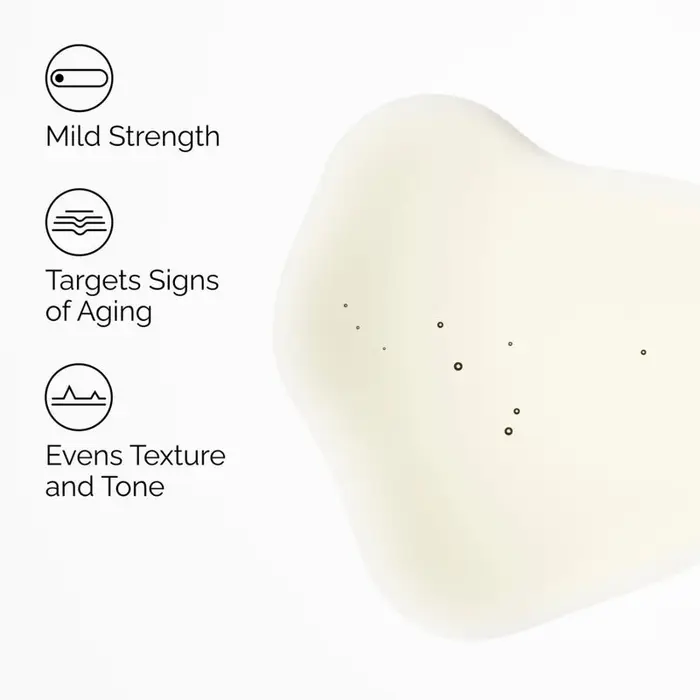 Mild Strength
Targets Signs
of Aging
Evens Texture
and Tone